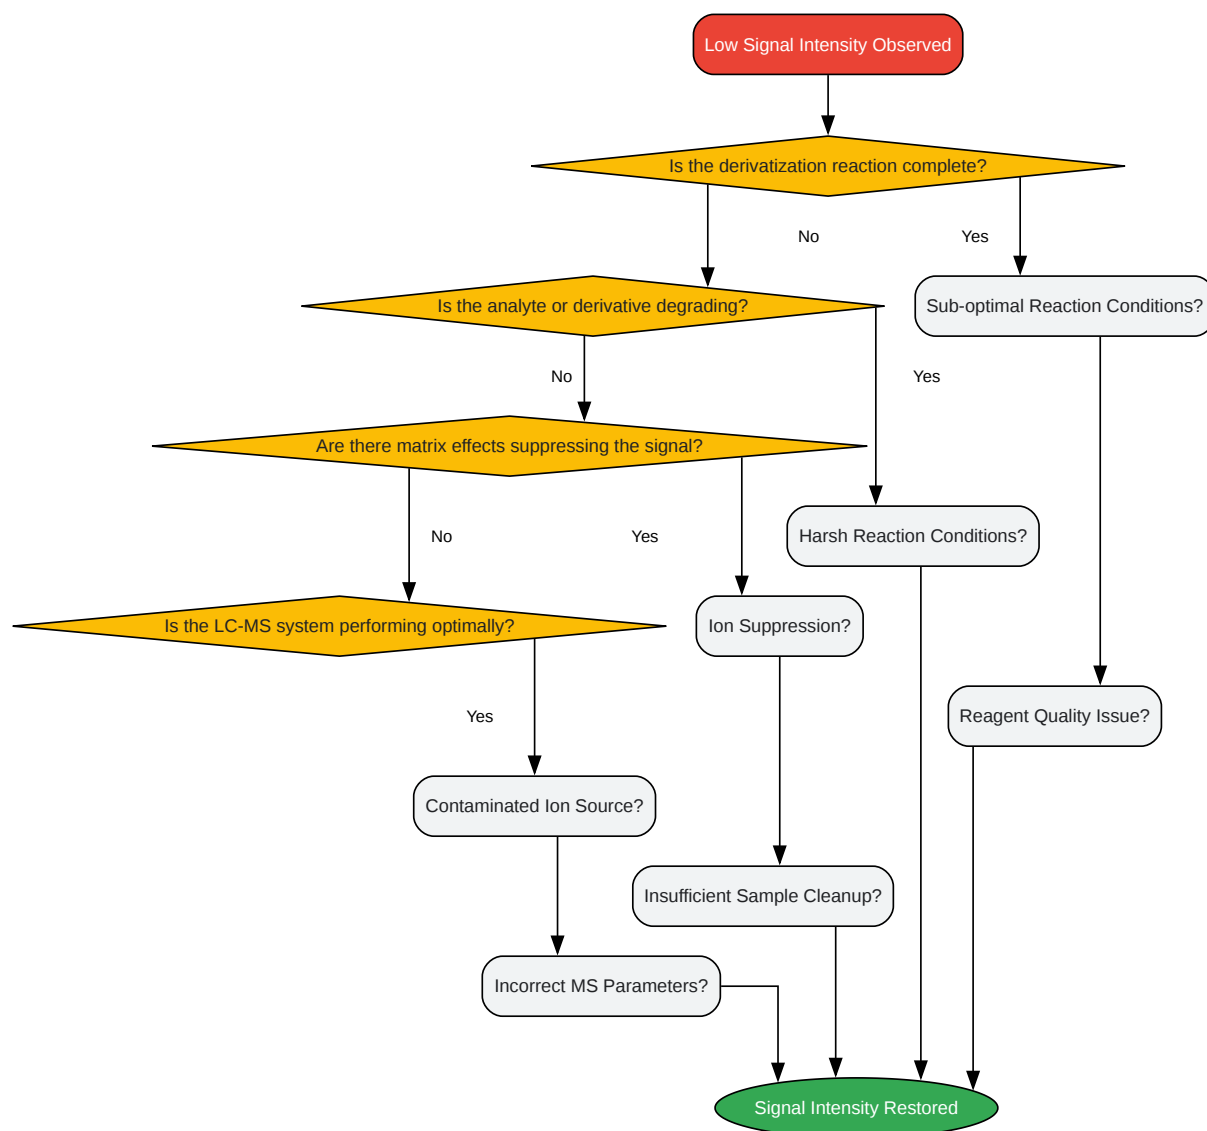 Low Signal Intensity Observed
Is the derivatization reaction complete?
No
Yes
Is the analyte or derivative degrading?
Sub-optimal Reaction Conditions?
No
Yes
Are there matrix effects suppressing the signal?
No
Yes
Harsh Reaction Conditions?
Is the LC-MS system performing optimally?
Ion Suppression?
Yes
Reagent Quality Issue?
Contaminated Ion Source?
Insufficient Sample Cleanup?
Incorrect MS Parameters?
Signal Intensity Restored